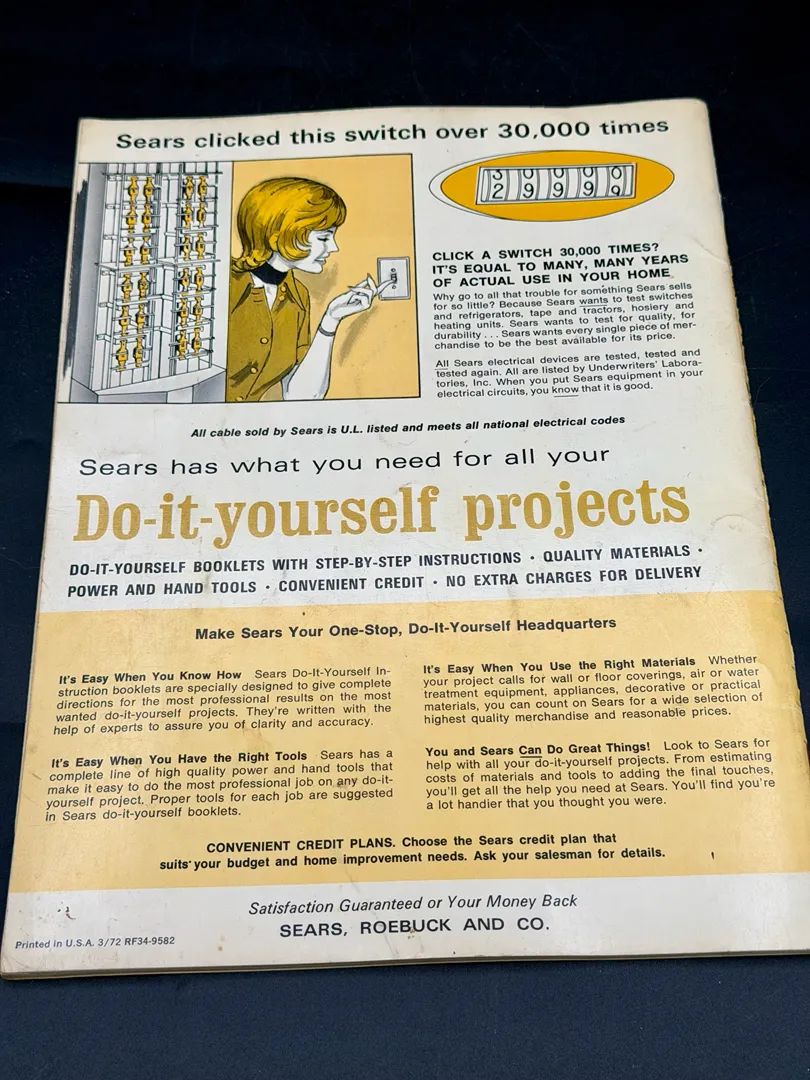 Sears clicked this switch over 30,000 times
3 0 0 0 0
2 9 9 9 9
CLICK A SWITCH 30,000 TIMES?
IT'S EQUAL TO MANY, MANY YEARS
OF ACTUAL USE IN YOUR HOME
Why go to all that trouble for something Sears sells
for so little? Because Sears wants to test switches
and refrigerators, tape and tractors, hosiery and
heating units. Sears wants to test for quality, for
durability . . . Sears wants every single piece of mer-
chandise to be the best available for its price.
All Sears electrical devices are tested, tested and
tested again. All are listed by Underwriters' Labora-
tories, Inc. When you put Sears equipment in your
electrical circuits, you know that it is good.
All cable sold by Sears is U.L. listed and meets all national electrical codes
Sears has what you need for all your
Do-it-yourself projects
DO-IT-YOURSELF BOOKLETS WITH STEP-BY-STEP INSTRUCTIONS • QUALITY MATERIALS •
POWER AND HAND TOOLS • CONVENIENT CREDIT • NO EXTRA CHARGES FOR DELIVERY
Make Sears Your One-Stop, Do-It-Yourself Headquarters
It's Easy When You Know How Sears Do-It-Yourself In-
struction booklets are specially designed to give complete
directions for the most professional results on the most
wanted do-it-yourself projects. They're written with the
help of experts to assure you of clarity and accuracy.
It's Easy When You Have the Right Tools Sears has a
complete line of high quality power and hand tools that
make it easy to do the most professional job on any do-it-
yourself project. Proper tools for each job are suggested
in Sears do-it-yourself booklets.
It's Easy When You Use the Right Materials Whether
your project calls for wall or floor coverings, air or water
treatment equipment, appliances, decorative or practical
materials, you can count on Sears for a wide selection of
highest quality merchandise and reasonable prices.
You and Sears Can Do Great Things! Look to Sears for
help with all your do-it-yourself projects. From estimating
costs of materials and tools to adding the final touches,
you'll get all the help you need at Sears. You'll find you're
a lot handier that you thought you were.
CONVENIENT CREDIT PLANS. Choose the Sears credit plan that
suits your budget and home improvement needs. Ask your salesman for details.
Satisfaction Guaranteed or Your Money Back
SEARS, ROEBUCK AND CO.
Printed in U.S.A. 3/72 RF34-9582